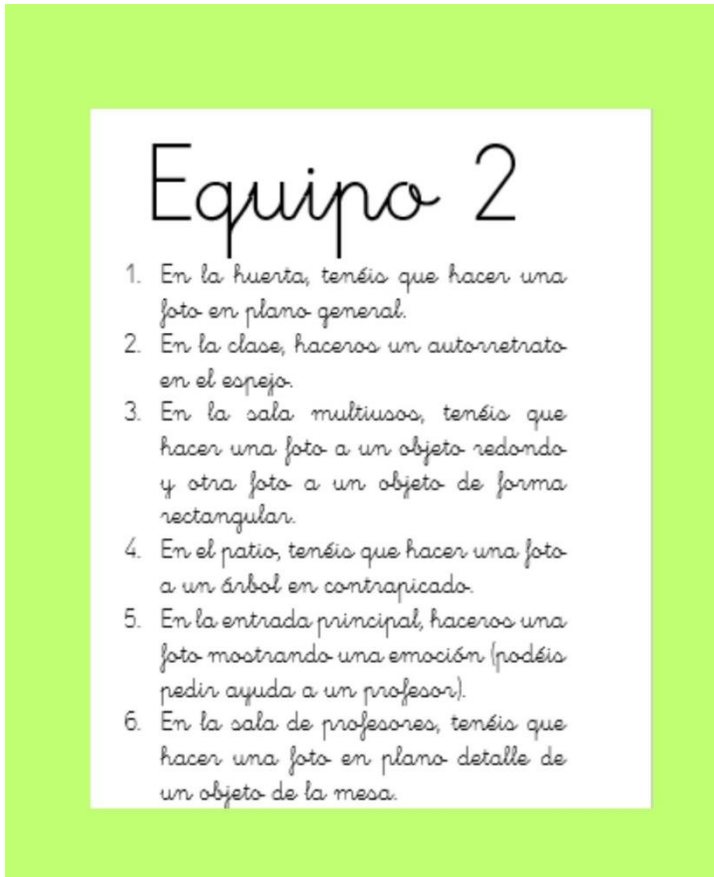 Equipo 2
1. En la huerta, tenéis que hacer una
foto en plano general.
2. En la clase, haceros un autorretrato
en el espejo.
3. En la sala multiusos, tenéis que
hacer una foto a un objeto redondo
y otra foto a un objeto de forma
rectangular.
4. En el patio, tenéis que hacer una foto
a un árbol en contrapicado.
5. En la entrada principal, haceros una
foto mostrando una emoción (podéis
pedir ayuda a un profesor).
6. En la sala de profesores, tenéis que
hacer una foto en plano detalle de
un objeto de la mesa.